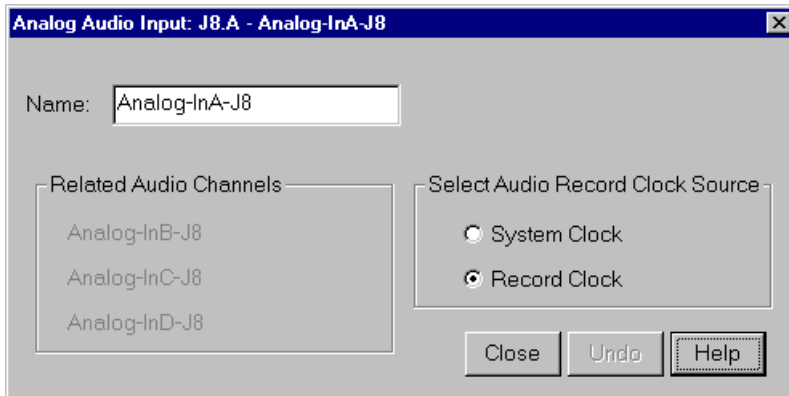 Analog Audio Input: J8.A - Analog-InA-J8
Name: Analog-InA-J8
Related Audio Channels
Analog-InB-J8
Analog-InC-J8
Analog-InD-J8
Select Audio Record Clock Source
System Clock
Record Clock
Close Undo Help